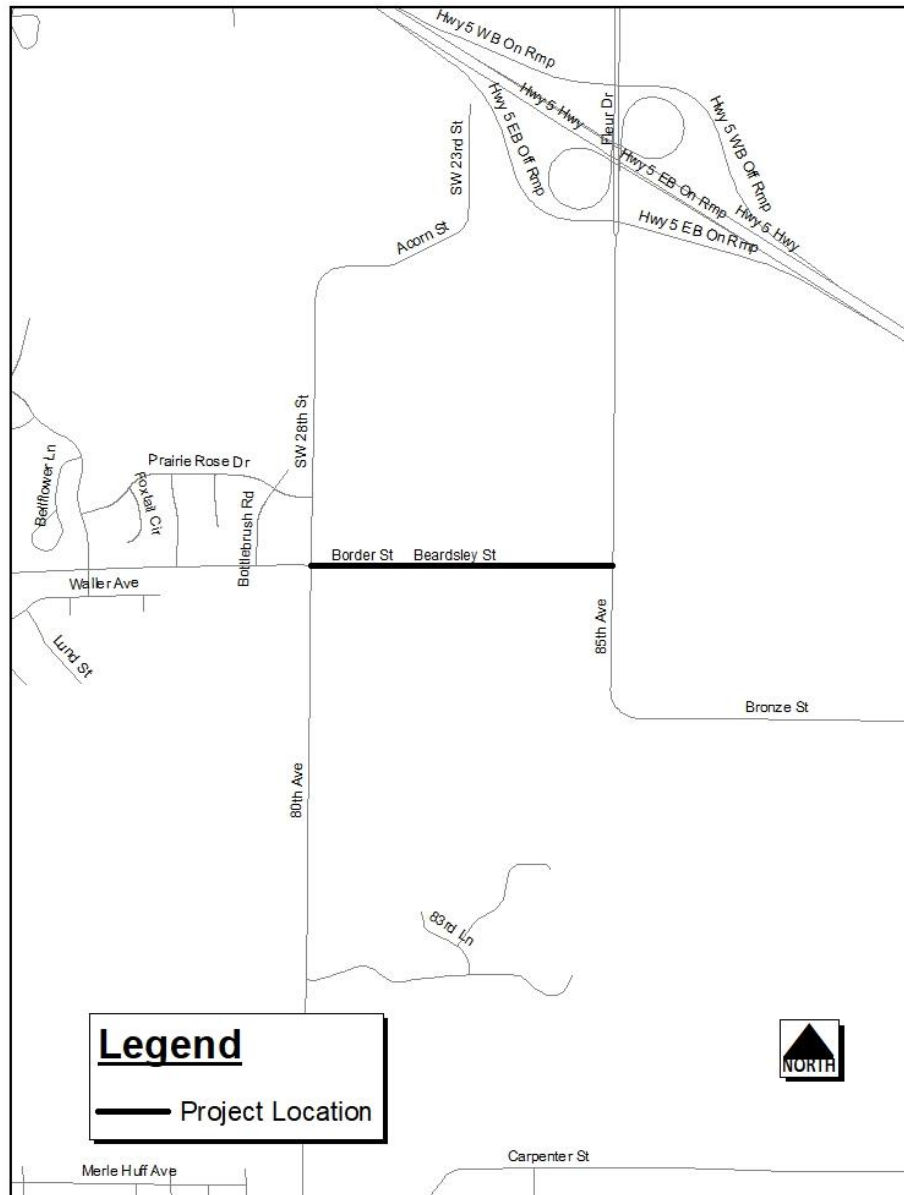 Hwy 5 WB On Rmp
Hwy 5 Hwy
Fleur Dr
Hwy 5 EB Off Rmp
SW 23rd St
Hwy 5 WB Off Rmp
Hwy 5 EB On Rmp
Hwy 5 Hwy
Hwy 5 EB On Rmp
Acorn St
SW 28th St
Prairie Rose Dr
Bellflower Ln
Foxtail Cir
Bottlebrush Rd
Border St Beardsley St
Waller Ave
85th Ave
Lund St
Bronze St
80th Ave
83rd Ln
Legend
Project Location
NORTH
Merle Huff Ave
Carpenter St